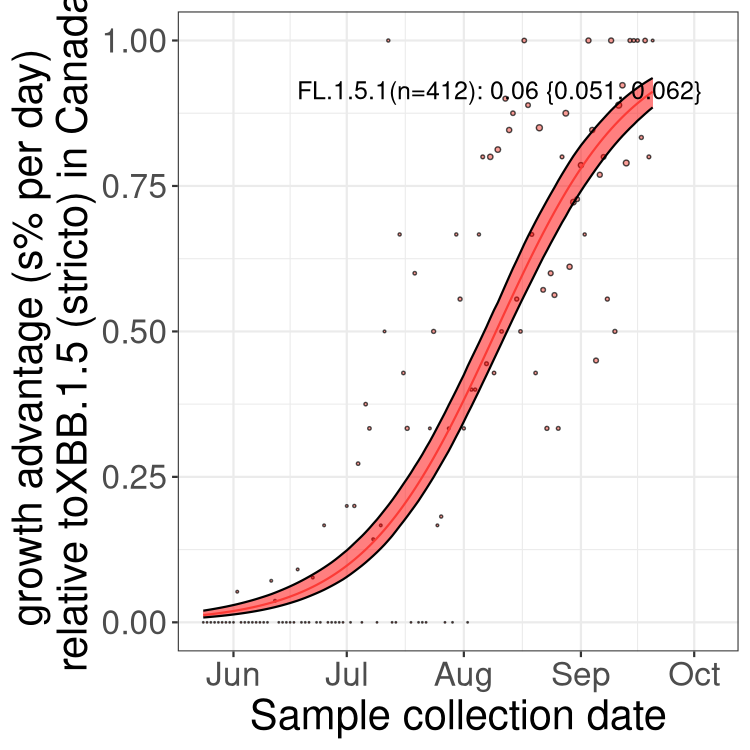 growth advantage (s% per day)
relative toXBB.1.5 (stricto) in Canada
1.00
0.75
0.50
0.25
0.00
FL.1.5.1(n=412): 0.06 {0.051, 0.062}
Jun Jul Aug Sep Oct
Sample collection date